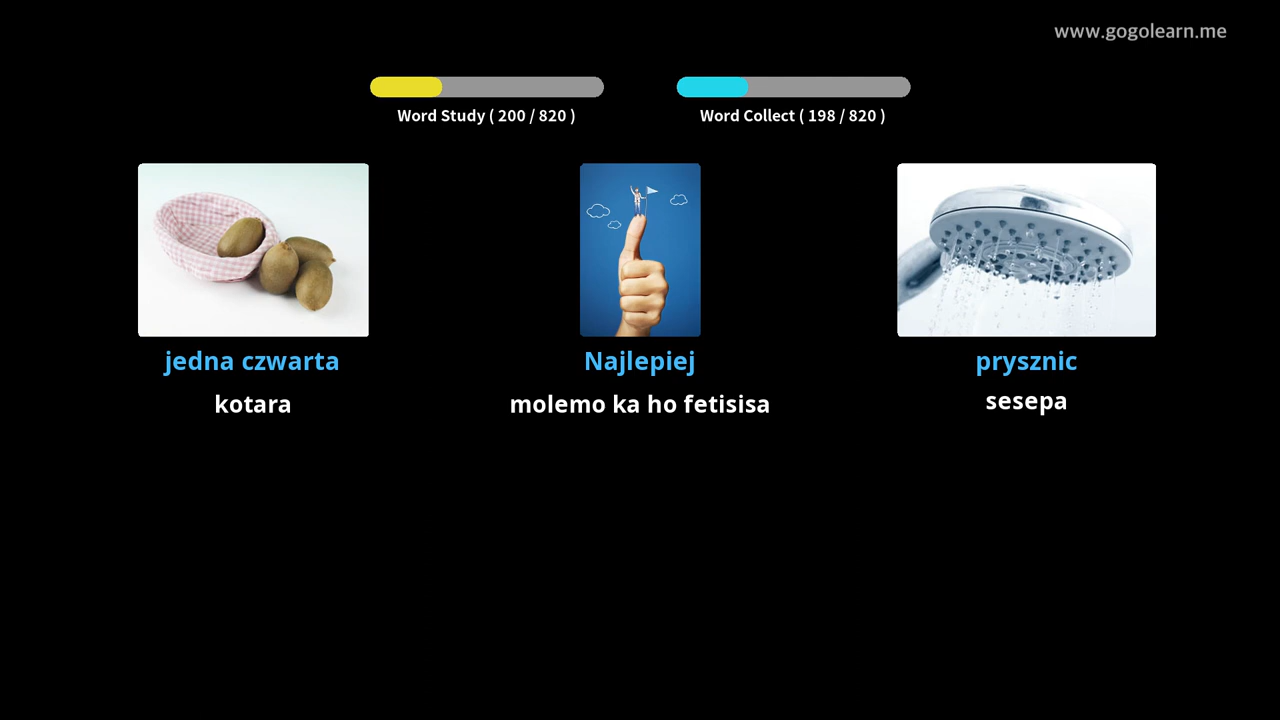 www.gogolearn.me
Word Study ( 200 / 820 )
Word Collect ( 198 / 820 )
jedna czwarta
kotara
Najlepiej
molemo ka ho fetisisa
prysznic
sesepa